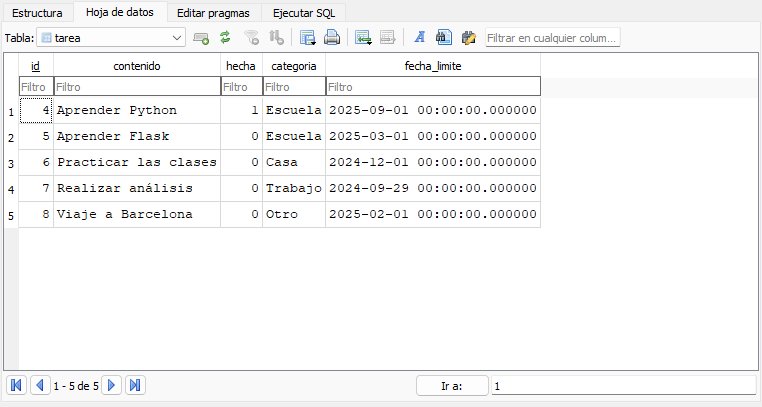 Estructura Hoja de datos Editar pragmas Ejecutar SQL
Tabla: tarea Filtrar en cualquier colum...
id contenido hecha categoria fecha_limite
Filtro Filtro Filtro Filtro Filtro
1 4 Aprender Python 1 Escuela 2025-09-01 00:00:00.000000
2 5 Aprender Flask 0 Escuela 2025-03-01 00:00:00.000000
3 6 Practicar las clases 0 Casa 2024-12-01 00:00:00.000000
4 7 Realizar análisis 0 Trabajo 2024-09-29 00:00:00.000000
5 8 Viaje a Barcelona 0 Otro 2025-02-01 00:00:00.000000
1 - 5 de 5 Ir a: 1